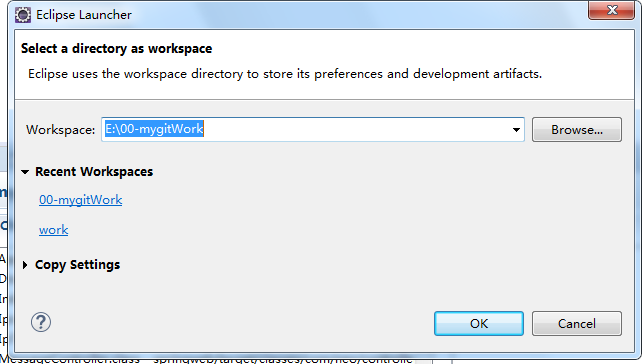 Eclipse Launcher
Select a directory as workspace
Eclipse uses the workspace directory to store its preferences and development artifacts.
Workspace: E:\00-mygitWork Browse...
Recent Workspaces
00-mygitWork
work
Copy Settings
OK Cancel